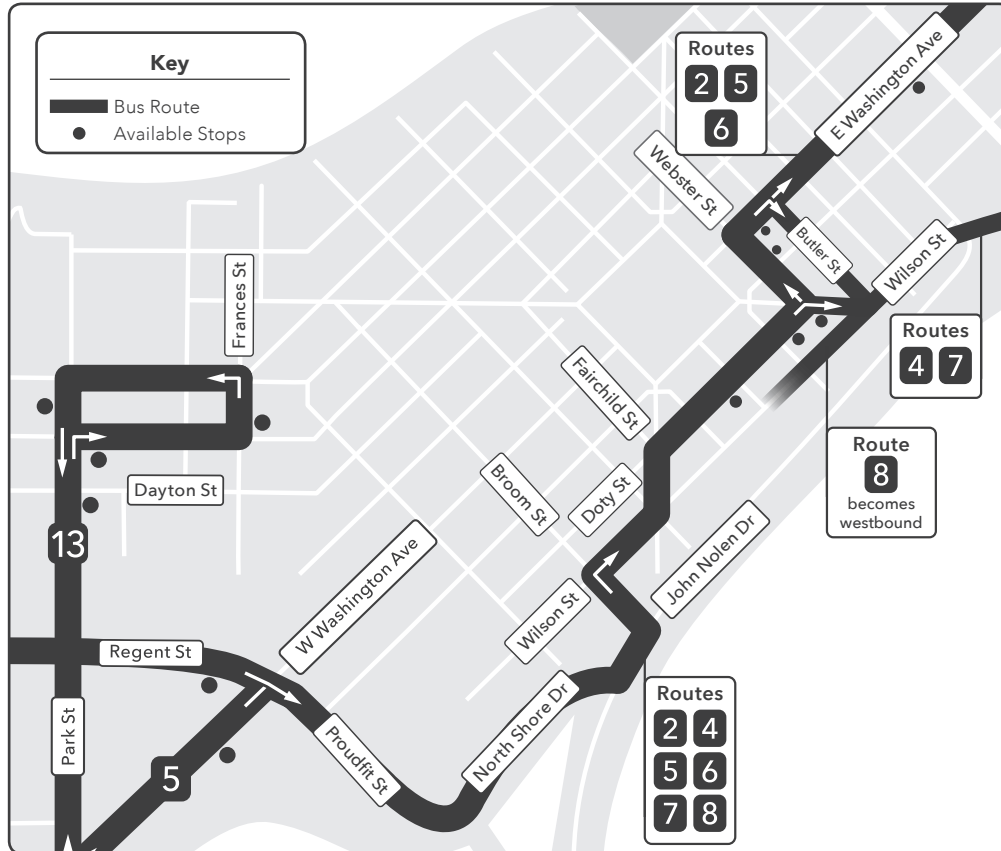 Key
Bus Route
Available Stops
Routes
2 5
6
E Washington Ave
Webster St
Butler St
Wilson St
Routes
4 7
Frances St
Fairchild St
Route
8
becomes
westbound
Dayton St
Broom St
Doty St
13
John Nolen Dr
W Washington Ave
Wilson St
Regent St
Park St
5
Proudfit St
North Shore Dr
Routes
2 4
5 6
7 8